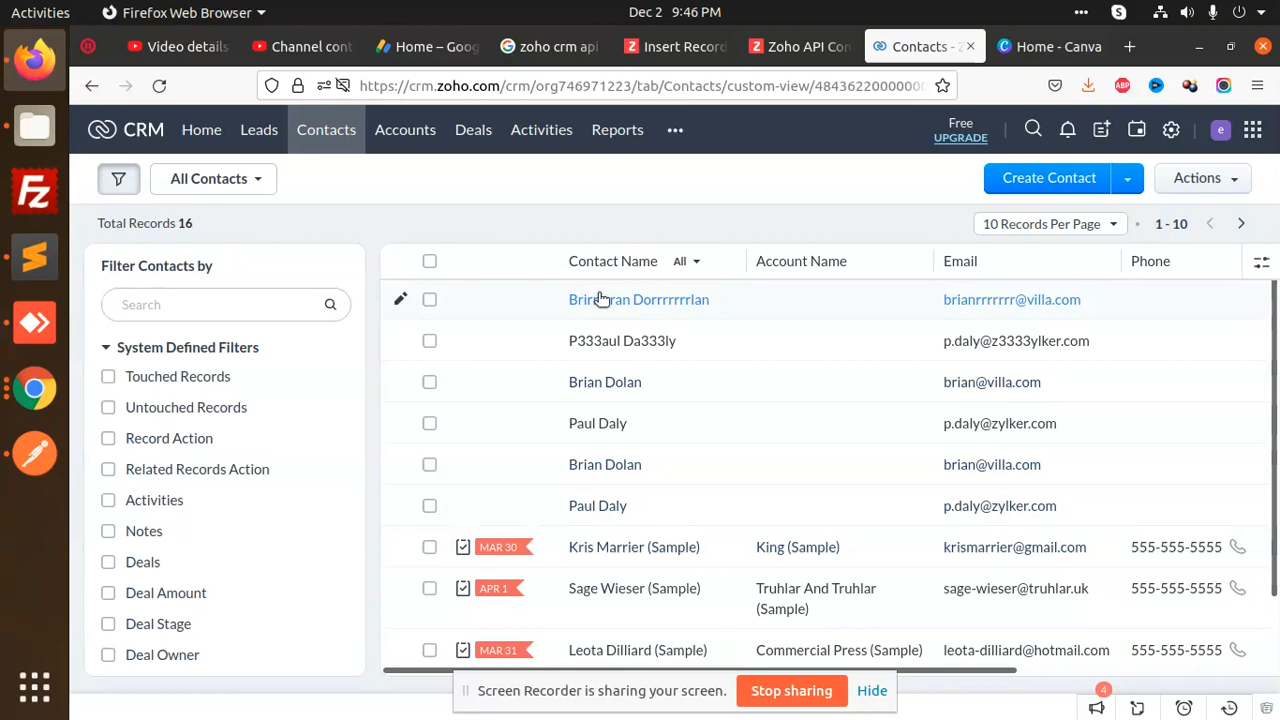 Activities
Firefox Web Browser
Dec 2 9:46 PM
Video details
Channel cont
Home – Goog
zoho crm api
Insert Record
Zoho API Con
Contacts - Z
Home - Canva
https://crm.zoho.com/crm/org746971223/tab/Contacts/custom-view/4843622000000
ABP
CRM
Home
Leads
Contacts
Accounts
Deals
Activities
Reports
Free
UPGRADE
e
All Contacts
Create Contact
Actions
Total Records 16
10 Records Per Page
1 - 10
Filter Contacts by
Search
System Defined Filters
Touched Records
Untouched Records
Record Action
Related Records Action
Activities
Notes
Deals
Deal Amount
Deal Stage
Deal Owner
Contact Name All Account Name Email Phone
Dorrrrrrlan brianrrrrrrr@villa.com
P333aul Da333ly p.daly@z3333ylker.com
Brian Dolan brian@villa.com
Paul Daly p.daly@zylker.com
Brian Dolan brian@villa.com
Paul Daly p.daly@zylker.com
MAR 30 Kris Marrier (Sample) King (Sample) krismarrier@gmail.com 555-555-5555
APR 1 Sage Wieser (Sample) Truhlar And Truhlar sage-wieser@truhlar.uk 555-555-5555
(Sample)
MAR 31 Leota Dilliard (Sample) Commercial Press (Sample) leota-dilliard@hotmail.com 555-555-5555
Screen Recorder is sharing your screen.
Stop sharing
Hide
4